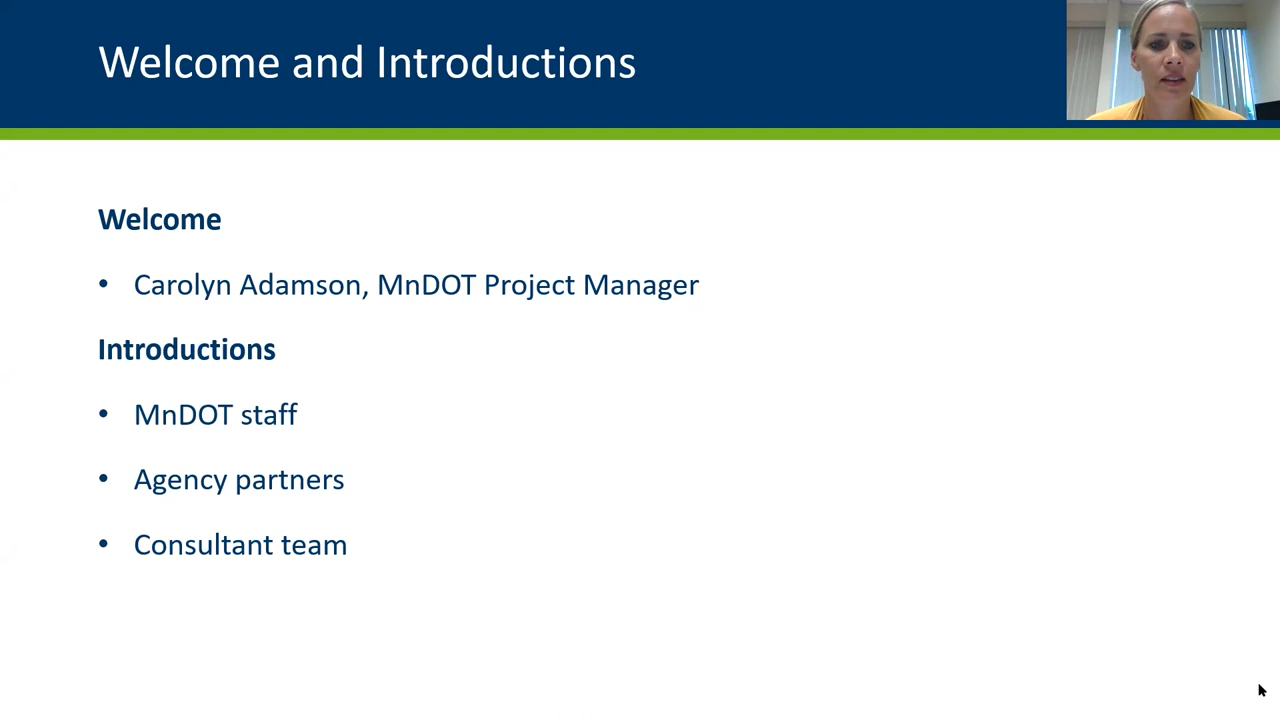 Welcome and Introductions
Welcome
• Carolyn Adamson, MnDOT Project Manager
Introductions
• MnDOT staff
• Agency partners
• Consultant team